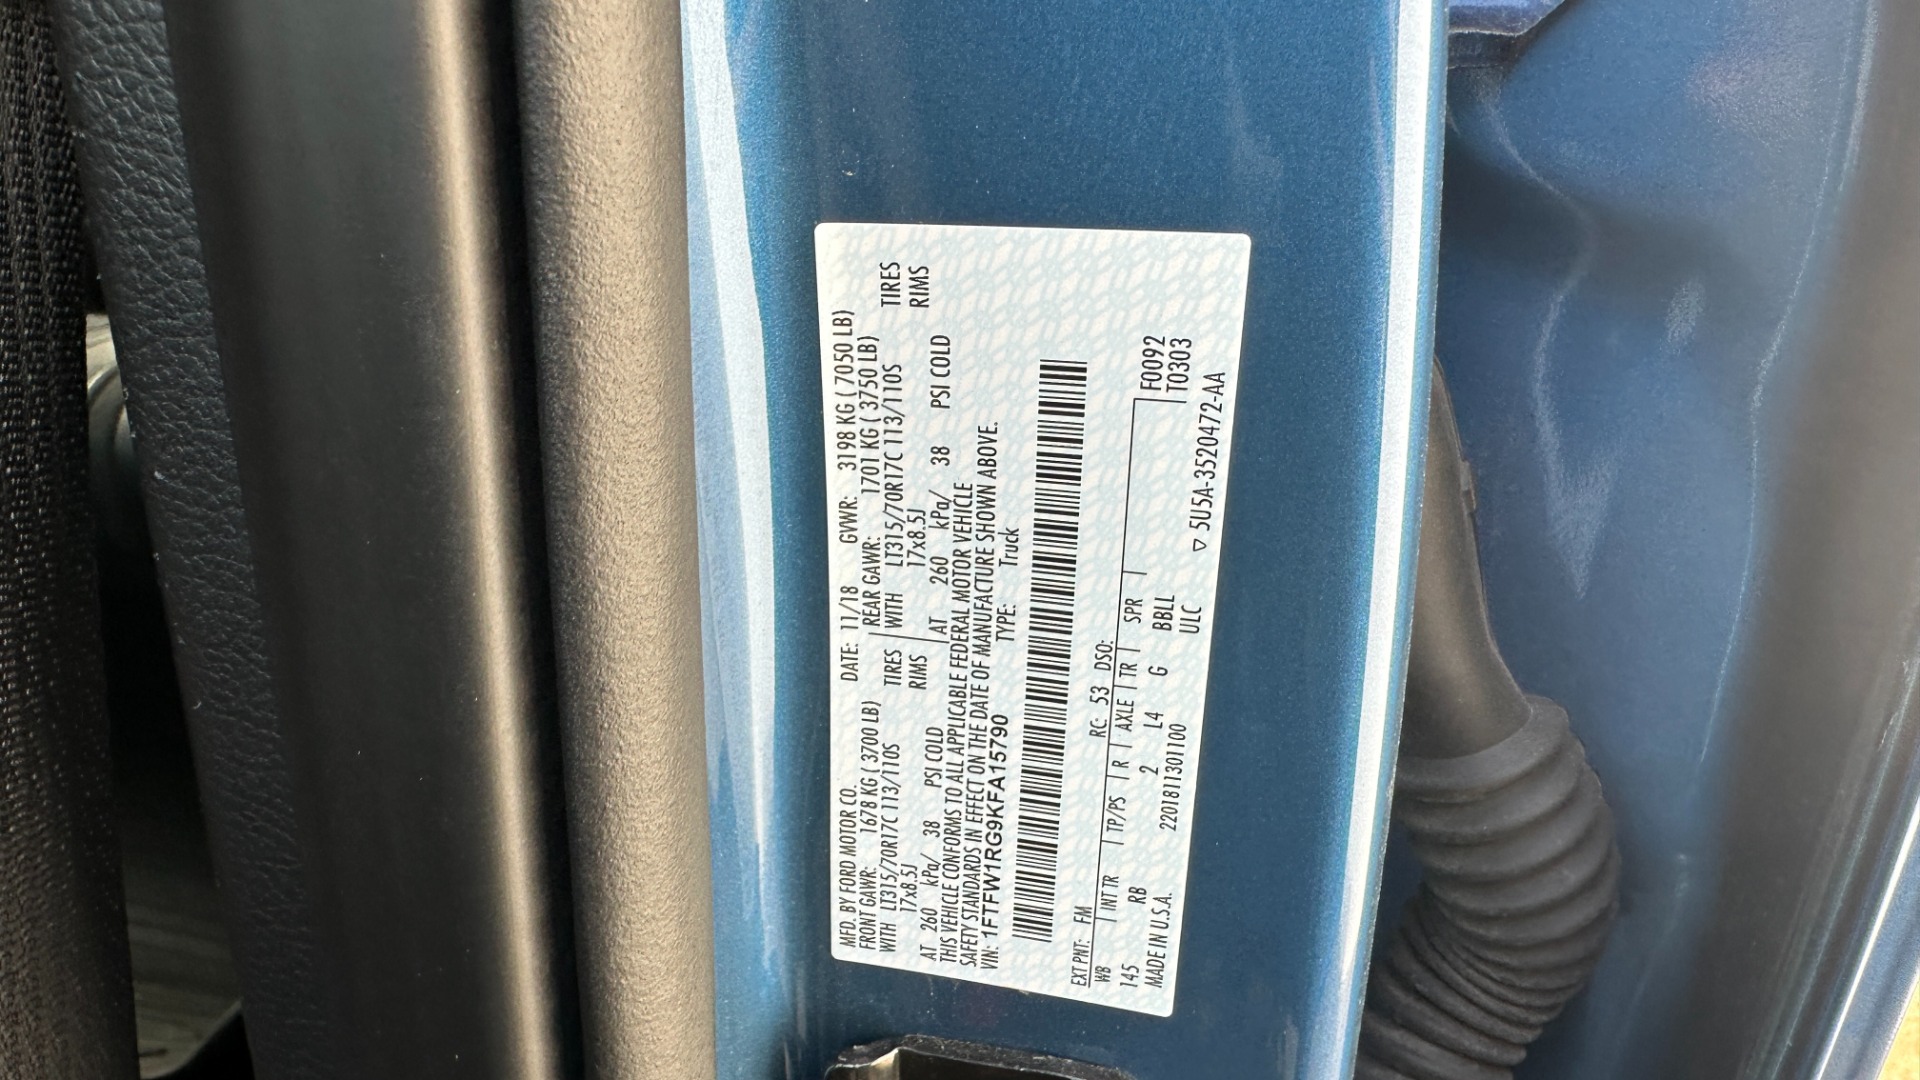 MFD. BY FORD MOTOR CO. DATE: 11/18 GVWR: 3198 KG ( 7050 LB)
FRONT GAWR: 1678 KG ( 3700 LB) REAR GAWR: 1701 KG ( 3750 LB)
WITH LT315/70R17C 113/110S TIRES WITH LT315/70R17C 113/110S TIRES
17x8.5J RIMS 17x8.5J RIMS
AT 260 kPa/ 38 PSI COLD AT 260 kPa/ 38 PSI COLD
THIS VEHICLE CONFORMS TO ALL APPLICABLE FEDERAL MOTOR VEHICLE
SAFETY STANDARDS IN EFFECT ON THE DATE OF MANUFACTURE SHOWN ABOVE.
VIN: 1FTFW1RG9KFA15790 TYPE: Truck
EXT PNT: FM RC: 53 DSO:
WB INT TR TP/PS R AXLE TR SPR F0092
145 RB 2 L4 G BBLL T0303
MADE IN U.S.A. 2201811301100 ULC
▽ 5U5A-3520472-AA